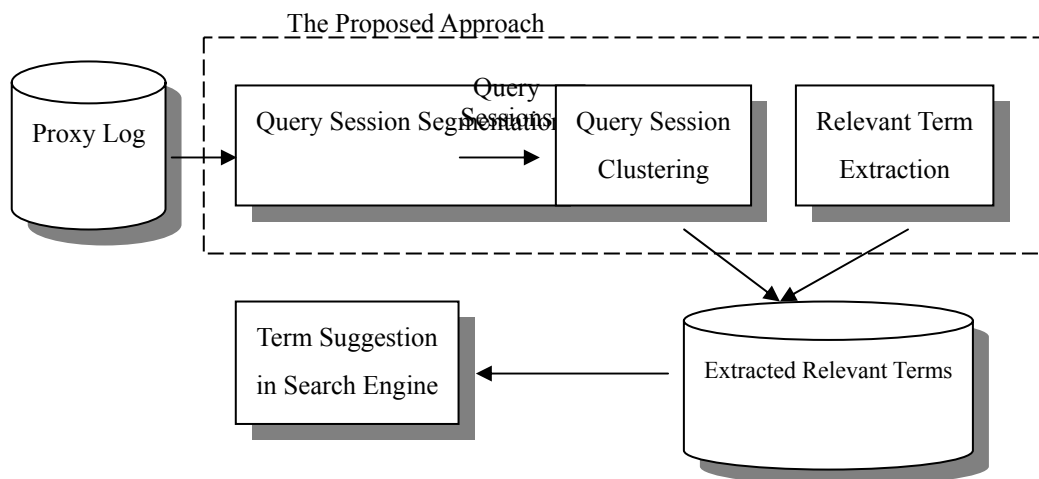 The Proposed Approach
Proxy Log
Query Session Segmentation
Query
Sessions
Query Session
Clustering
Relevant Term
Extraction
Term Suggestion
in Search Engine
Extracted Relevant Terms